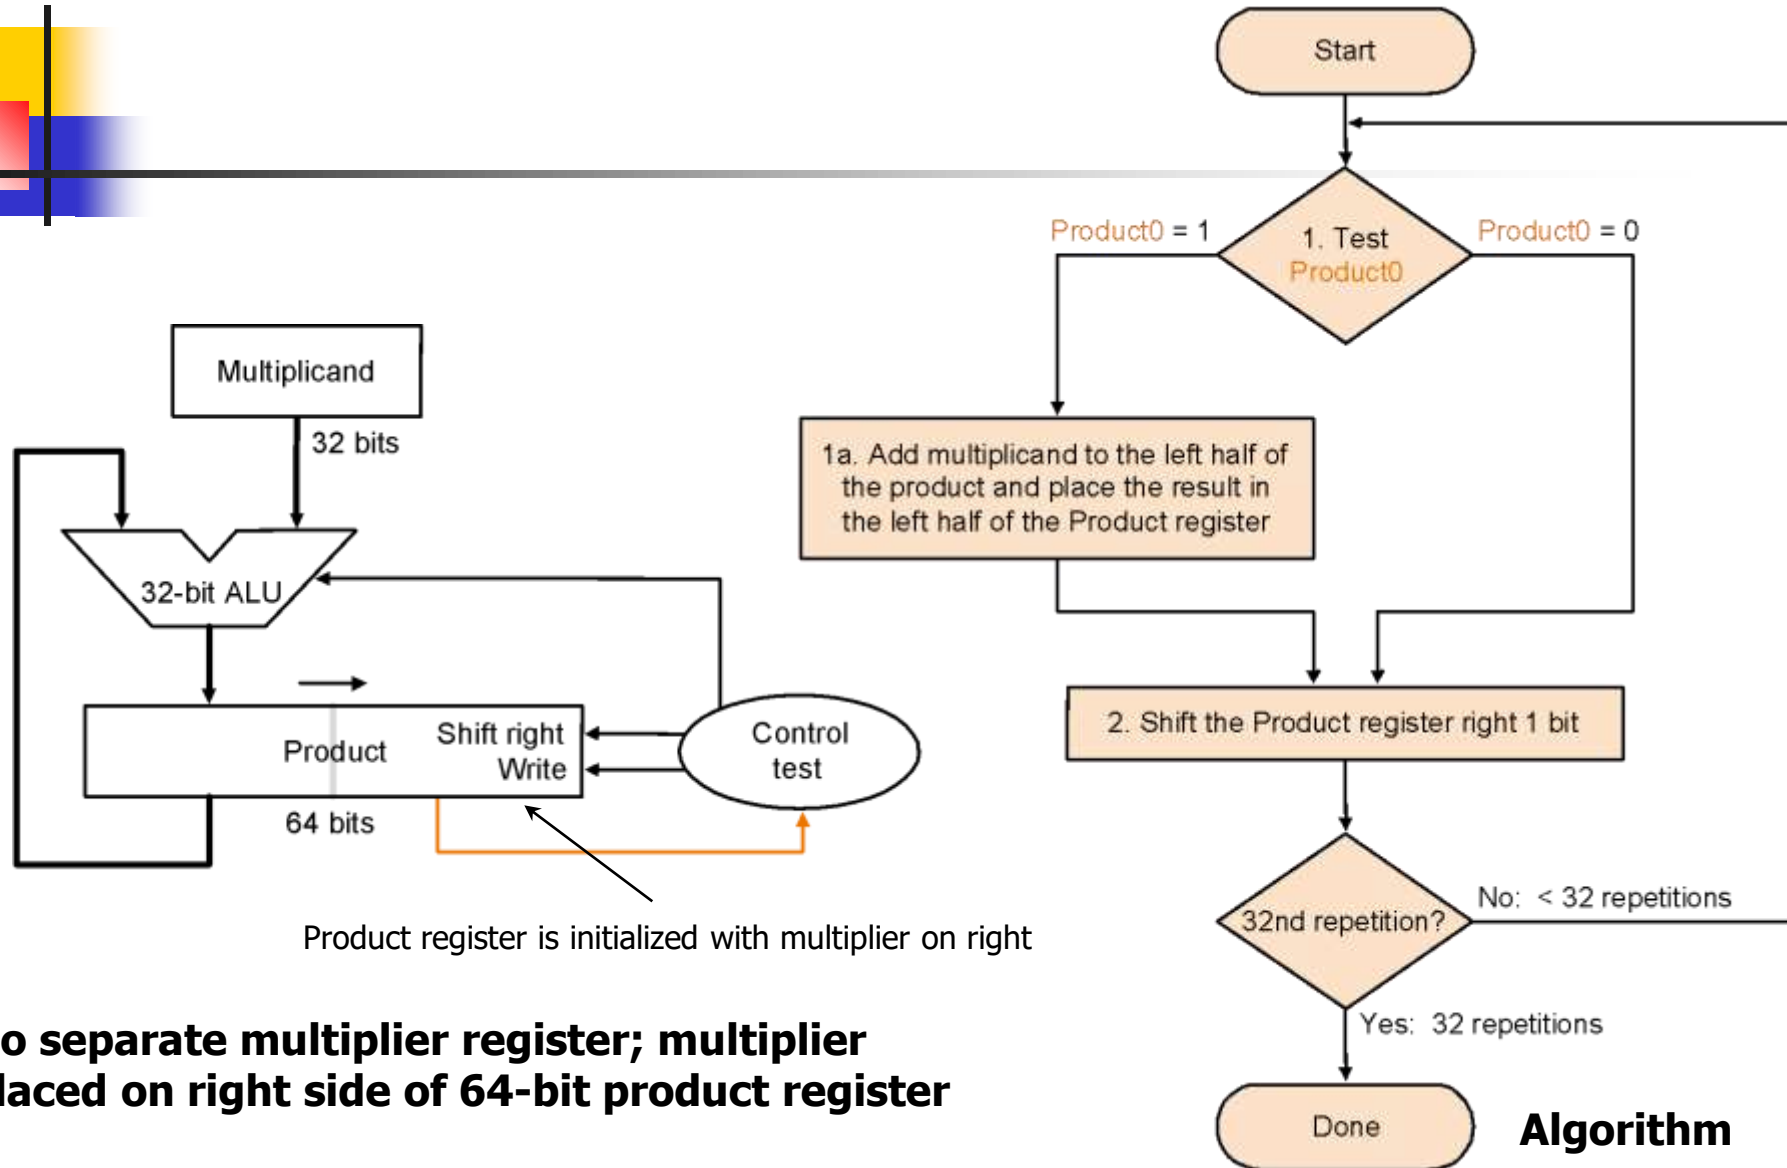 Start
Product0 = 1
1. Test
Product0
Product0 = 0
Multiplicand
32 bits
1a. Add multiplicand to the left half of
the product and place the result in
the left half of the Product register
32-bit ALU
Product
Shift right
Write
Control
test
64 bits
2. Shift the Product register right 1 bit
Product register is initialized with multiplier on right
32nd repetition?
No: < 32 repetitions
Yes: 32 repetitions
o separate multiplier register; multiplier
laced on right side of 64-bit product register
Done
Algorithm